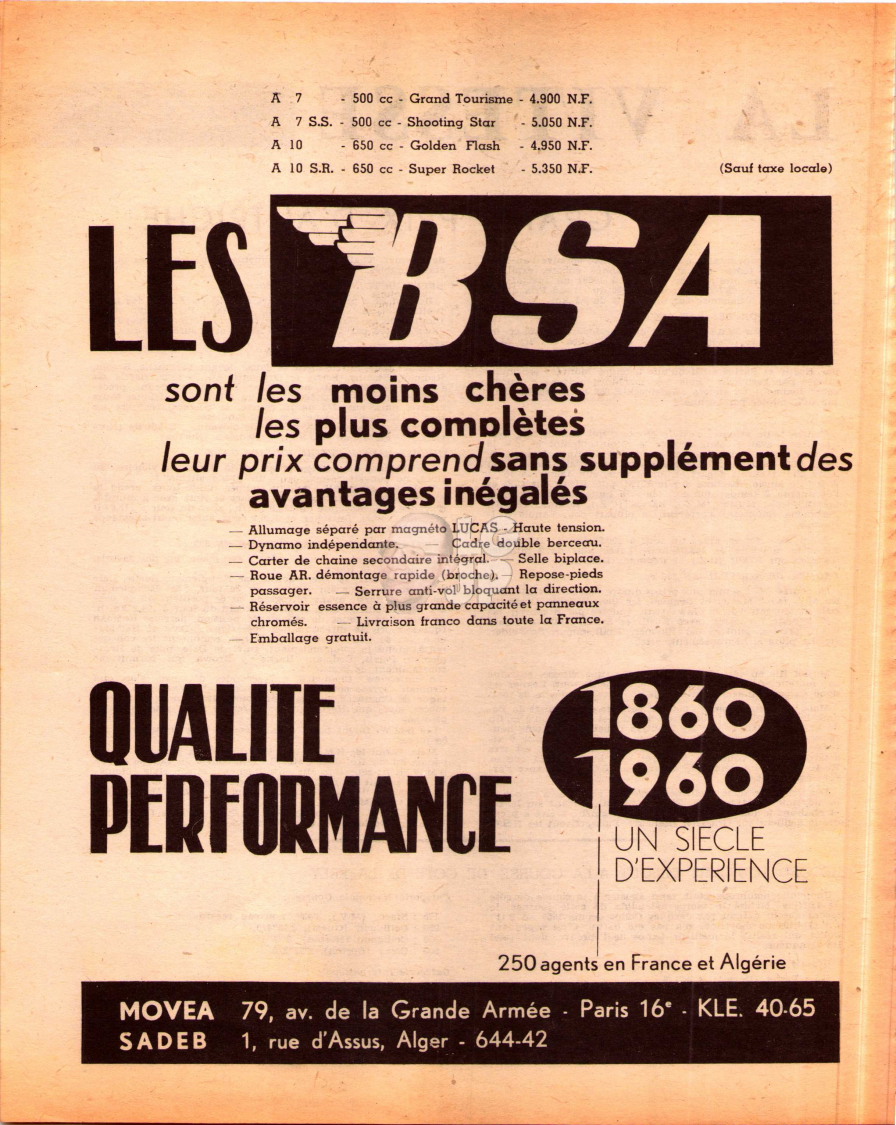 A 7 - 500 cc - Grand Tourisme - 4.900 N.F.
A 7 S.S. - 500 cc - Shooting Star - 5.050 N.F.
A 10 - 650 cc - Golden Flash - 4.950 N.F.
A 10 S.R. - 650 cc - Super Rocket - 5.350 N.F. (Sauf taxe locale)
LES BSA
sont les moins chères
les plus complètes
leur prix comprend sans supplément des
avantages inégalés
— Allumage séparé par magnéto LUCAS - Haute tension.
— Dynamo indépendante. — Cadre double berceau.
— Carter de chaine secondaire intégral. — Selle biplace.
— Roue AR. démontage rapide (broche). — Repose-pieds
passager. — Serrure anti-vol bloquant la direction.
— Réservoir essence à plus grande capacité et panneaux
chromés. — Livraison franco dans toute la France.
— Emballage gratuit.
QUALITE
PERFORMANCE
1860
1960
UN SIECLE
D'EXPERIENCE
250 agents en France et Algérie
MOVEA 79, av. de la Grande Armée - Paris 16e - KLE. 40-65
SADEB 1, rue d'Assus, Alger - 644-42